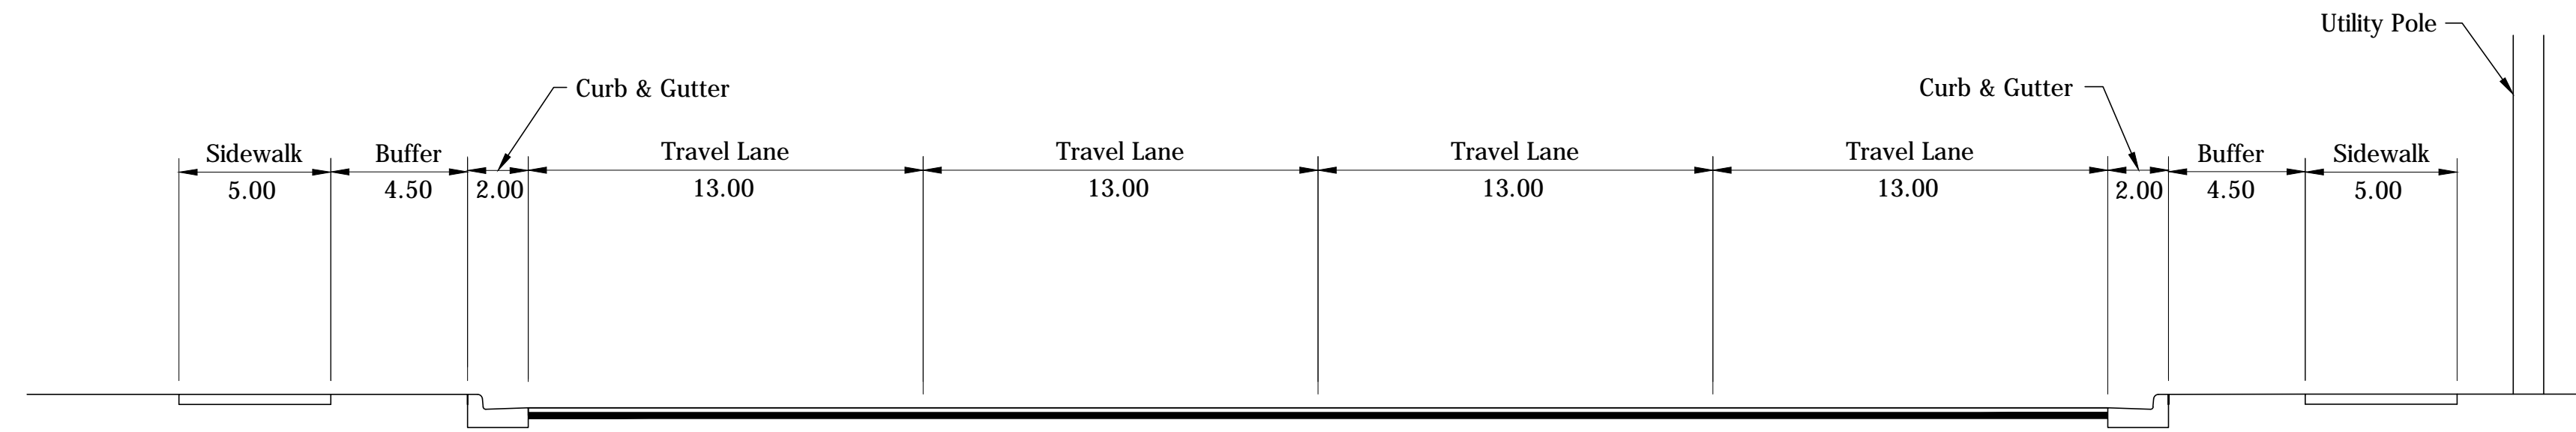 Utility Pole
Curb & Gutter Curb & Gutter
Sidewalk Buffer Travel Lane Travel Lane Travel Lane Travel Lane Buffer Sidewalk
5.00 4.50 2.00 13.00 13.00 13.00 13.00 2.00 4.50 5.00